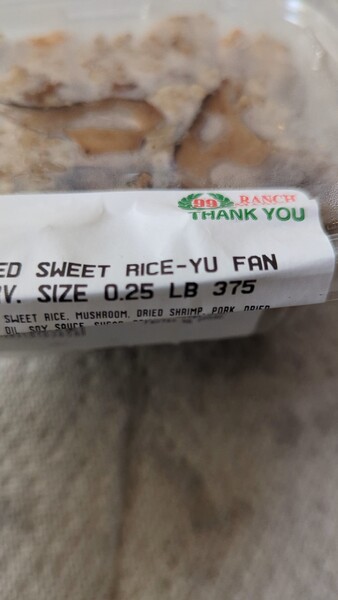 99 RANCH
THANK YOU
ED SWEET RICE-YU FAN
V. SIZE 0.25 LB 375
SWEET RICE, MUSHROOM, DRIED SHRIMP, PORK, DRIED
OIL, SOY SAUCE, SUGAR